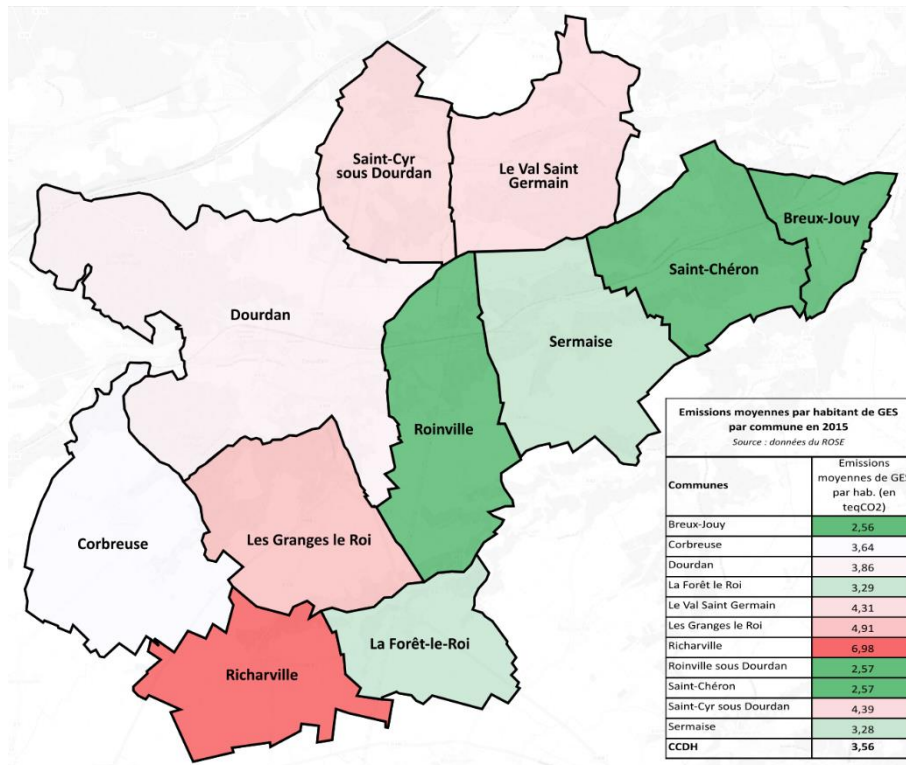 Saint-Cyr
sous Dourdan
Le Val Saint
Germain
Breux-Jouy
Saint-Chéron
Dourdan
Sermaise
Roinville
Corbreuse
Les Granges le Roi
La Forêt-le-Roi
Richarville
Emissions moyennes par habitant de GES
par commune en 2015
Source : données du ROSE
Communes
Emissions
moyennes de GES
par hab. (en
teqCO2)
Breux-Jouy 2,56
Corbreuse 3,64
Dourdan 3,86
La Forêt le Roi 3,29
Le Val Saint Germain 4,31
Les Granges le Roi 4,91
Richarville 6,98
Roinville sous Dourdan 2,57
Saint-Chéron 2,57
Saint-Cyr sous Dourdan 4,39
Sermaise 3,28
CCDH 3,56